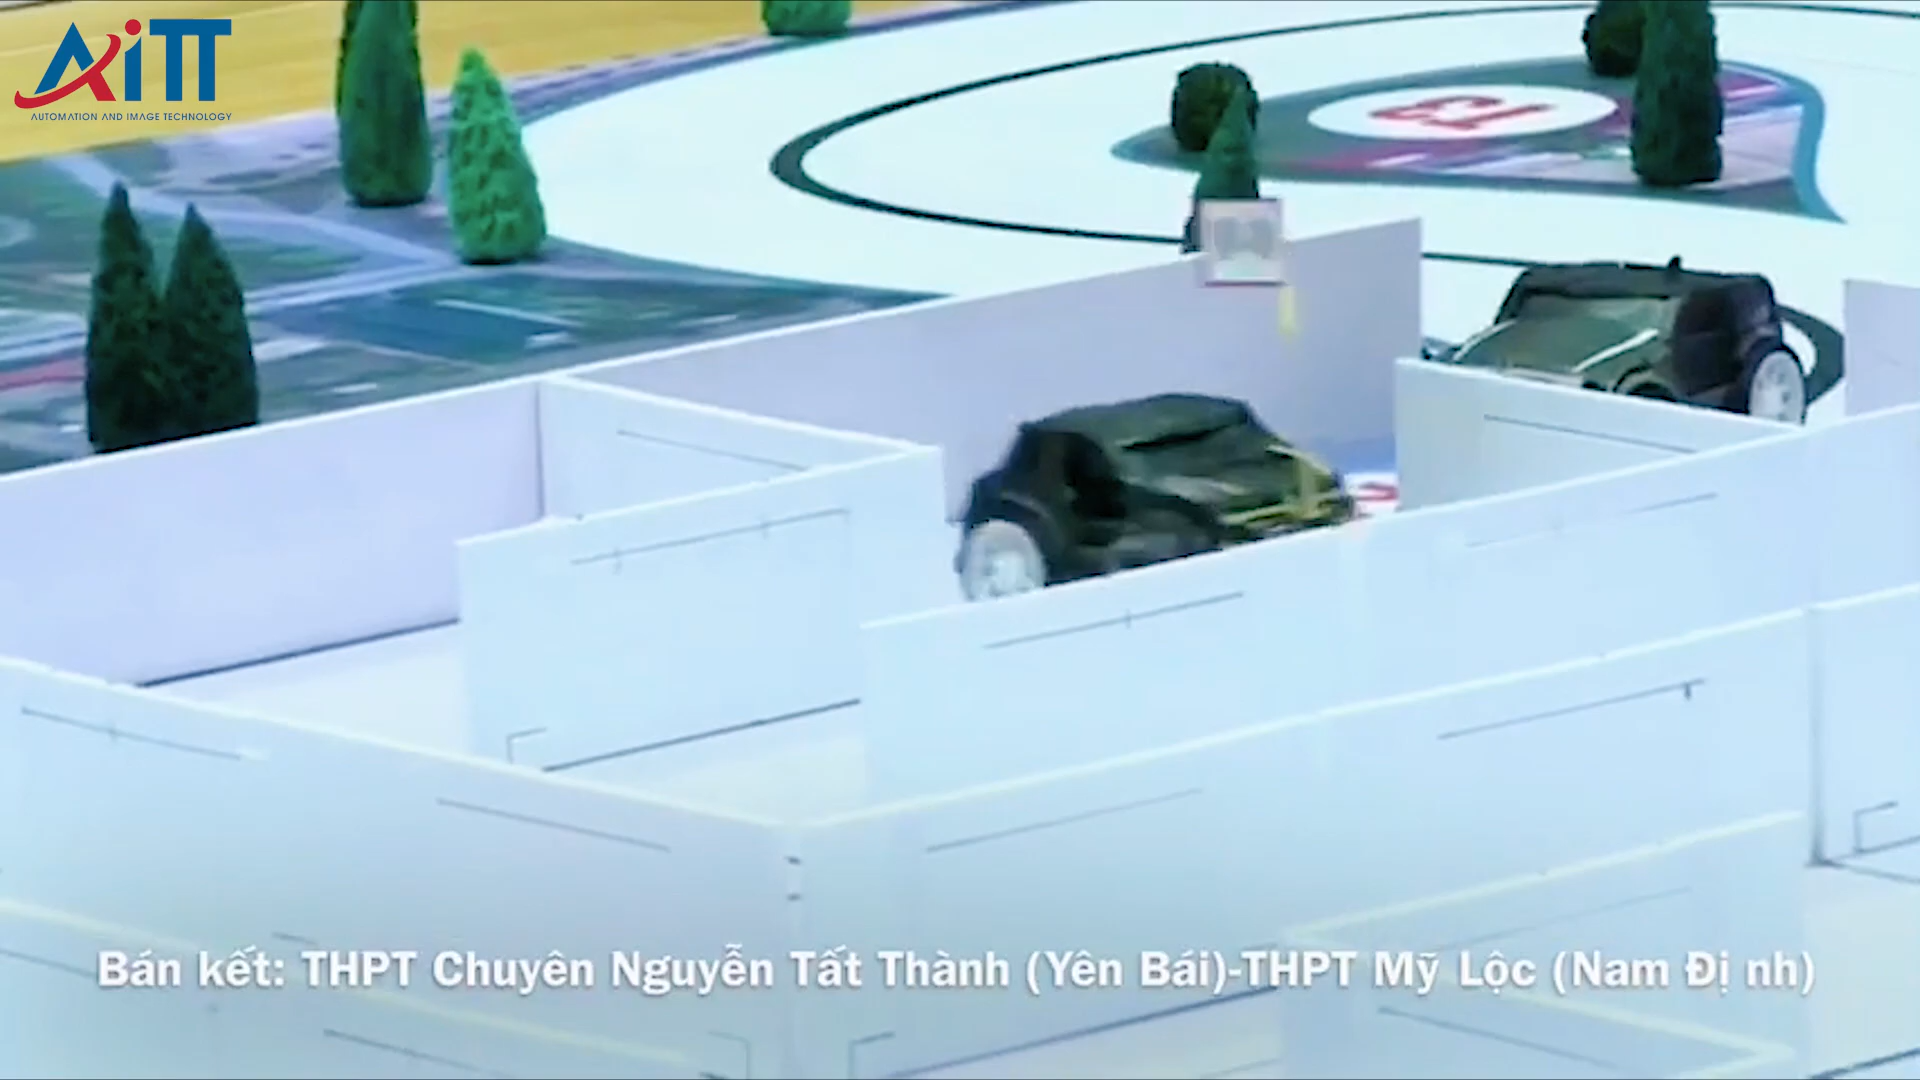 AiTT
AUTOMATION AND IMAGE TECHNOLOGY
Bán kết: THPT Chuyên Nguyễn Tất Thành (Yên Bái)-THPT Mỹ Lộc (Nam Đị nh)